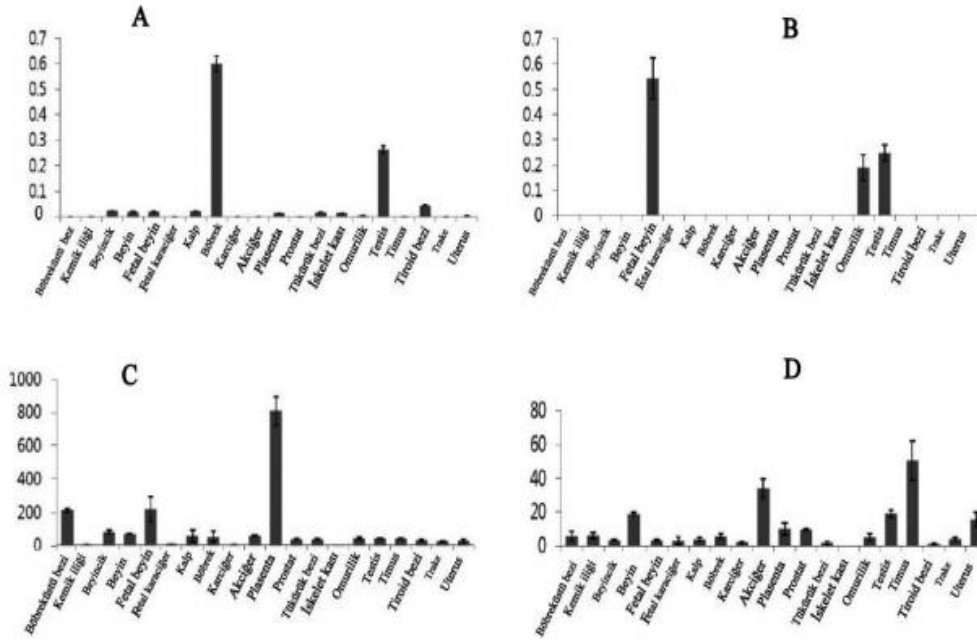 A
0.7
0.6
0.5
0.4
0.3
0.2
0.1
0
Böbreküstü bezi
Kemik iliği
Beyincik
Beyin
Fetal beyin
Fetal karaciğer
Kalp
Böbrek
Karciğer
Akciğer
Plasenta
Prostat
Tükürük bezi
İskelet kası
Omurilik
Testis
Timus
Tiroid bezi
Trake
Uterus
B
0.7
0.6
0.5
0.4
0.3
0.2
0.1
0
Böbreküstü bezi
Kemik iliği
Beyincik
Beyin
Fetal beyin
Fetal karaciğer
Kalp
Böbrek
Karciğer
Akciğer
Plasenta
Prostat
Tükürük bezi
İskelet kası
Omurilik
Testis
Timus
Tiroid bezi
Trake
Uterus
C
1000
800
600
400
200
0
Böbreküstü bezi
Kemik iliği
Beyincik
Beyin
Fetal beyin
Fetal karaciğer
Kalp
Böbrek
Karciğer
Akciğer
Plasenta
Prostat
Tükürük bezi
İskelet kası
Omurilik
Testis
Timus
Tiroid bezi
Trake
Uterus
D
80
60
40
20
0
Böbreküstü bezi
Kemik iliği
Beyincik
Beyin
Fetal beyin
Fetal karaciğer
Kalp
Böbrek
Karciğer
Akciğer
Plasenta
Prostat
Tükürük bezi
İskelet kası
Omurilik
Testis
Timus
Tiroid bezi
Trake
Uterus